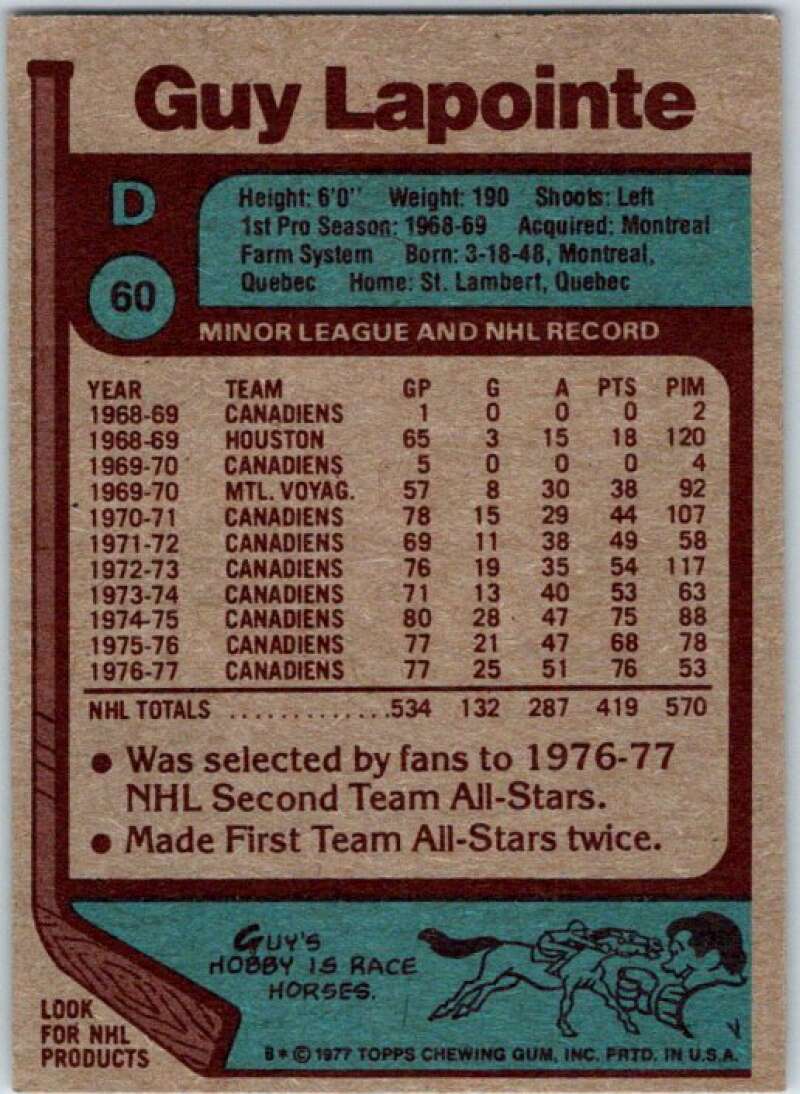 Guy Lapointe
D
Height: 6'0" Weight: 190 Shoots: Left
1st Pro Season: 1968-69 Acquired: Montreal
Farm System Born: 3-18-48, Montreal,
Quebec Home: St. Lambert, Quebec
60
MINOR LEAGUE AND NHL RECORD
YEAR TEAM GP G A PTS PIM
1968-69 CANADIENS 1 0 0 0 2
1968-69 HOUSTON 65 3 15 18 120
1969-70 CANADIENS 5 0 0 0 4
1969-70 MTL. VOYAG. 57 8 30 38 92
1970-71 CANADIENS 78 15 29 44 107
1971-72 CANADIENS 69 11 38 49 58
1972-73 CANADIENS 76 19 35 54 117
1973-74 CANADIENS 71 13 40 53 63
1974-75 CANADIENS 80 28 47 75 88
1975-76 CANADIENS 77 21 47 68 78
1976-77 CANADIENS 77 25 51 76 53
NHL TOTALS .............534 132 287 419 570
• Was selected by fans to 1976-77
NHL Second Team All-Stars.
• Made First Team All-Stars twice.
GUY'S
HOBBY IS RACE
HORSES.
LOOK
FOR NHL
PRODUCTS
B * © 1977 TOPPS CHEWING GUM, INC. PRTD. IN U.S.A.